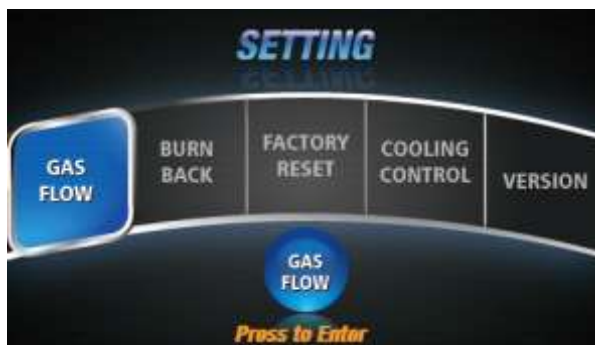 SETTING
GAS
FLOW
BURN
BACK
FACTORY
RESET
COOLING
CONTROL
VERSION
GAS
FLOW
Press to Enter